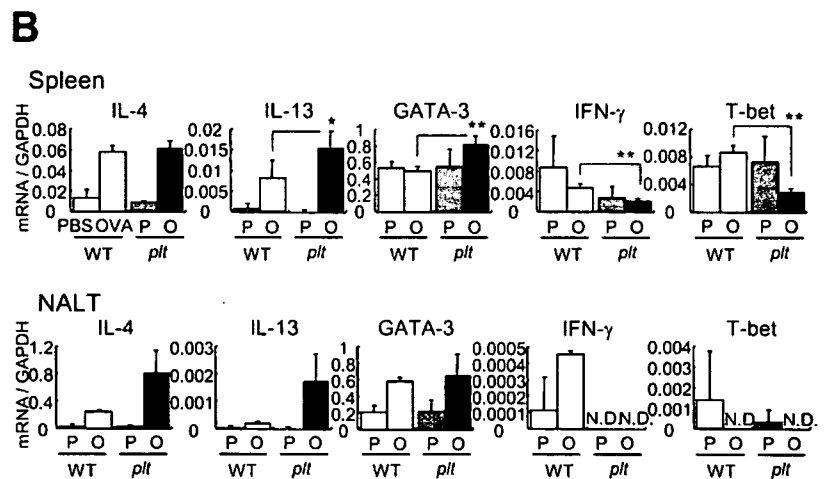 B
Spleen
IL-4 IL-13 GATA-3 IFN-γ T-bet
mRNA / GAPDH
0.08 0.06 0.04 0.02 0
0.02 0.015 0.01 0.005 0
1 0.8 0.6 0.4 0.2 0
0.016 0.012 0.008 0.004 0
0.012 0.008 0.004 0
* ** ** **
PBS OVA P O P O P O P O P O P O P O P O P O
WT plt WT plt WT plt WT plt WT plt
NALT
IL-4 IL-13 GATA-3 IFN-γ T-bet
mRNA / GAPDH
1.2 0.8 0.4 0
0.003 0.002 0.001 0
1 0.8 0.6 0.4 0.2 0
0.0005 0.0004 0.0003 0.0002 0.0001 0
0.004 0.003 0.002 0.001 0
N.D. N.D. N.D. N.D.
P O P O P O P O P O P O P O P O P O P O
WT plt WT plt WT plt WT plt WT plt